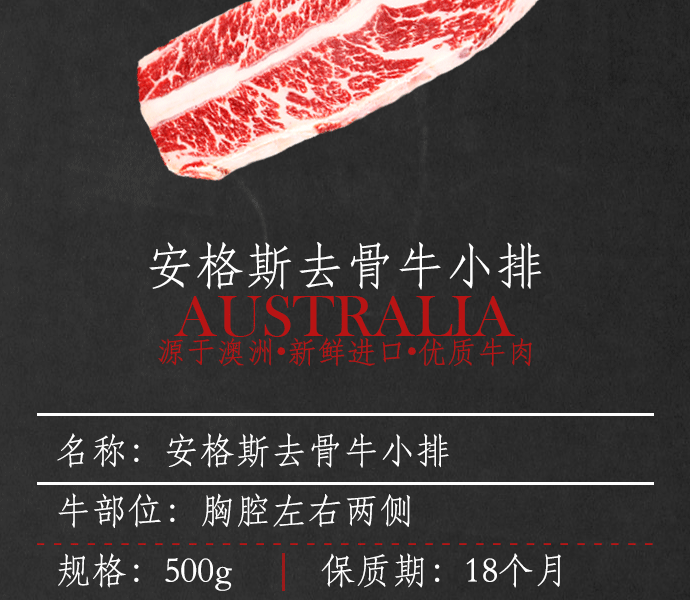 安格斯去骨牛小排
AUSTRALIA
源于澳洲•新鲜进口•优质牛肉
名称：安格斯去骨牛小排
牛部位：胸腔左右两侧
规格：500g | 保质期：18个月